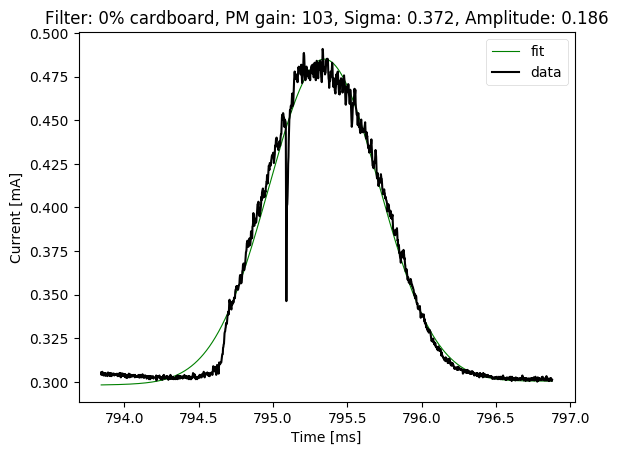 Filter: 0% cardboard, PM gain: 103, Sigma: 0.372, Amplitude: 0.186
fit
data
Current [mA]
0.500
0.475
0.450
0.425
0.400
0.375
0.350
0.325
0.300
794.0 794.5 795.0 795.5 796.0 796.5 797.0
Time [ms]